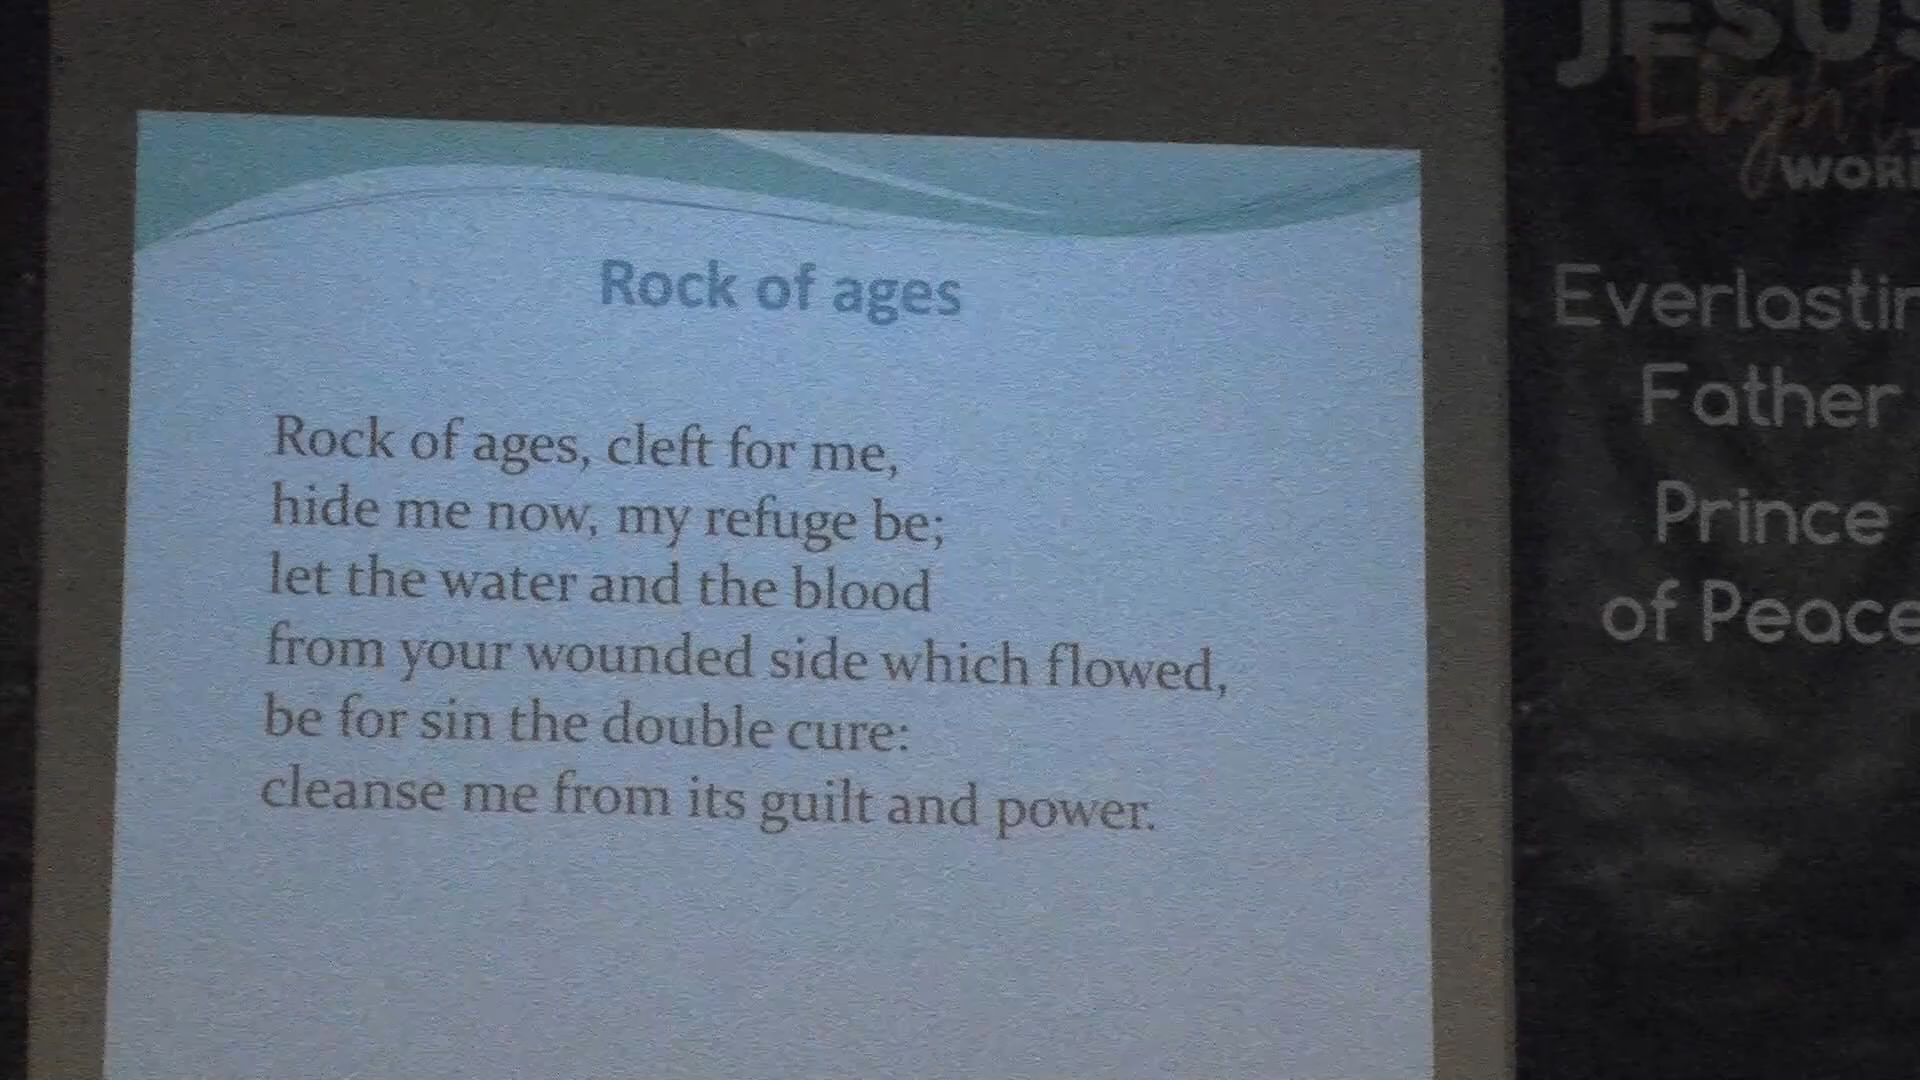 Rock of ages
Rock of ages, cleft for me,
hide me now, my refuge be;
let the water and the blood
from your wounded side which flowed,
be for sin the double cure:
cleanse me from its guilt and power.
JESUS
Light
Father
Prince
of Peace